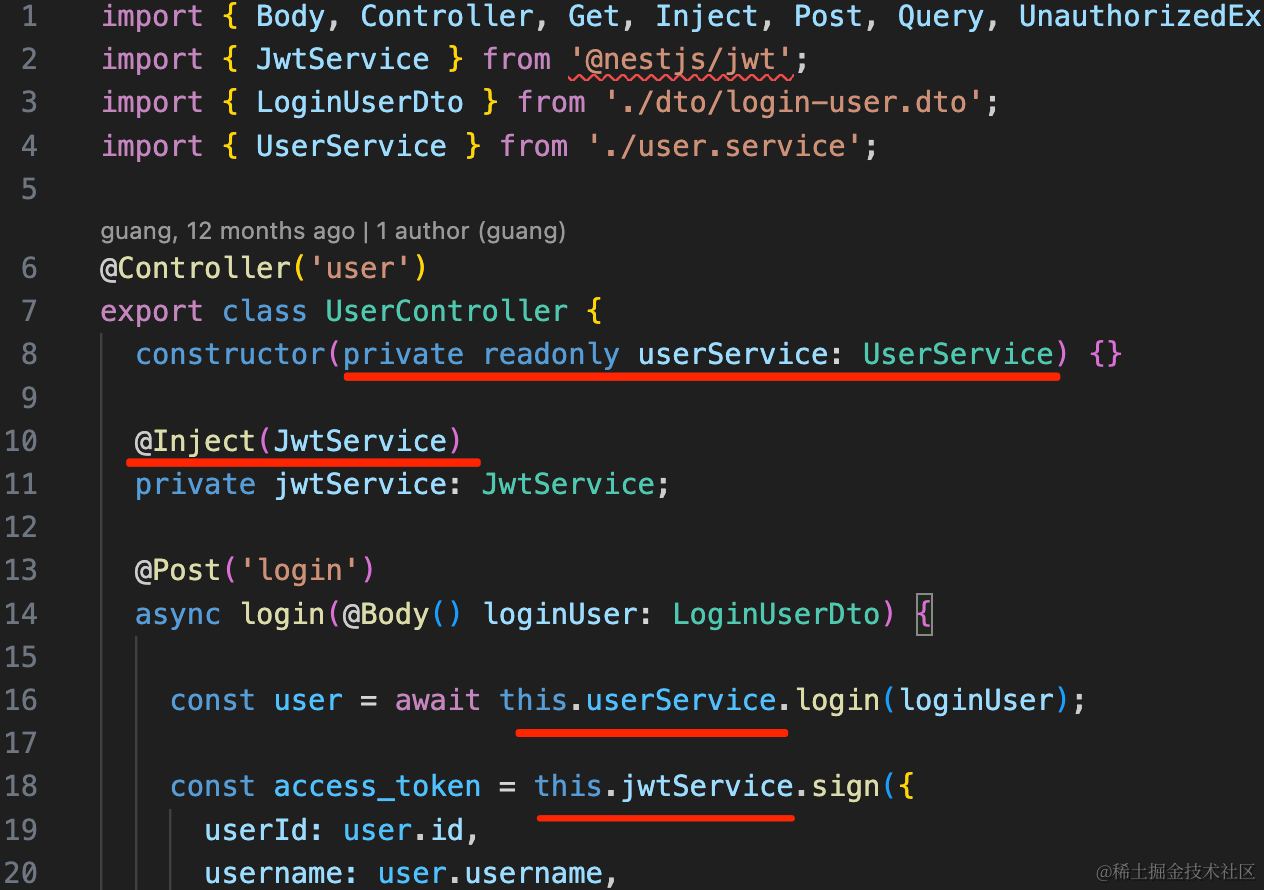 1 import { Body, Controller, Get, Inject, Post, Query, UnauthorizedEx
2 import { JwtService } from '@nestjs/jwt';
3 import { LoginUserDto } from './dto/login-user.dto';
4 import { UserService } from './user.service';
5
guang, 12 months ago | 1 author (guang)
6 @Controller('user')
7 export class UserController {
8 constructor(private readonly userService: UserService) {}
9
10 @Inject(JwtService)
11 private jwtService: JwtService;
12
13 @Post('login')
14 async login(@Body() loginUser: LoginUserDto) {
15
16 const user = await this.userService.login(loginUser);
17
18 const access_token = this.jwtService.sign({
19 userId: user.id,
20 username: user.username,
@稀土掘金技术社区